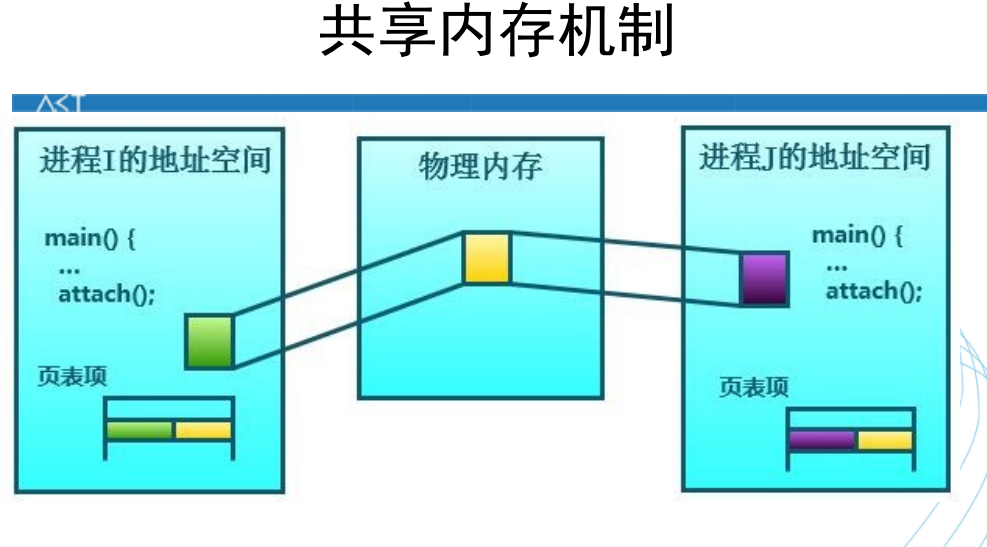 共享内存机制
进程I的地址空间
main() {
...
attach();
页表项
物理内存
进程J的地址空间
main() {
...
attach();
页表项